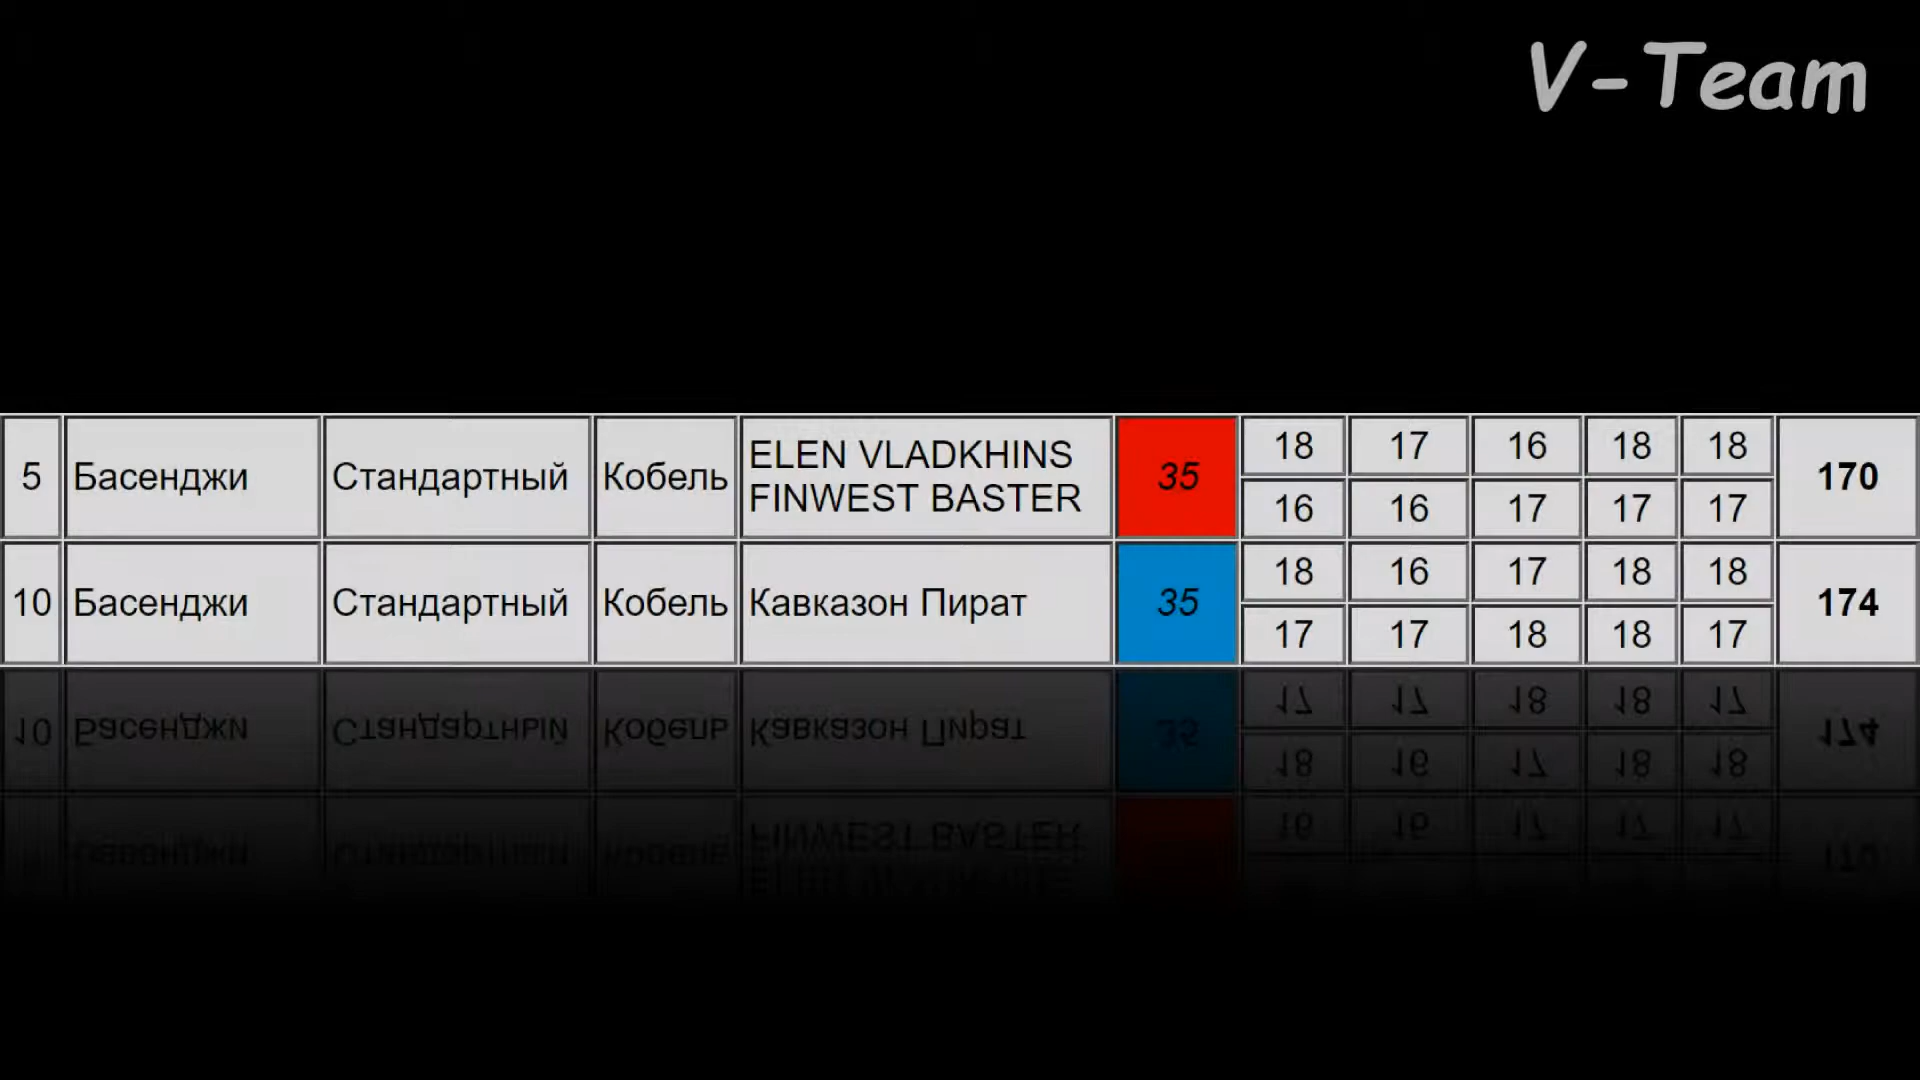 V-Team
5 Басенджи Стандартный Кобель ELEN VLADKHINS FINWEST BASTER 35 18 17 16 18 18 170
16 16 17 17 17
10 Басенджи Стандартный Кобель Кавказон Пират 35 18 16 17 18 18 174
17 17 18 18 17